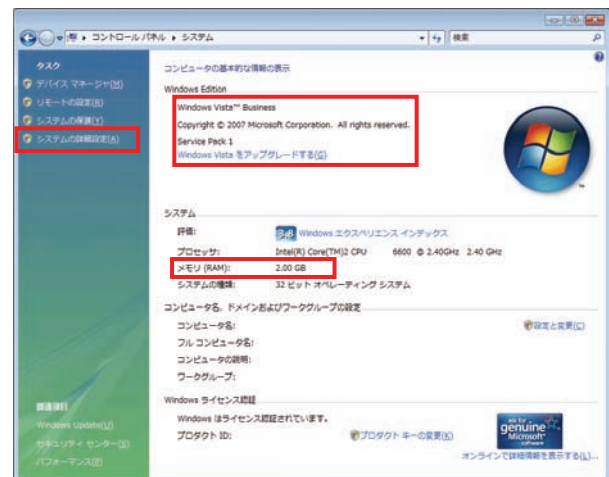 コントロール パネル ▸ システム
検索
タスク
デバイス マネージャ(M)
リモートの設定(R)
システムの保護(Y)
システムの詳細設定(A)
関連項目
Windows Update(U)
セキュリティ センター(S)
パフォーマンス(P)
コンピュータの基本的な情報の表示
Windows Edition
Windows Vista™ Business
Copyright © 2007 Microsoft Corporation. All rights reserved.
Service Pack 1
Windows Vista をアップグレードする(G)
システム
評価: Windows エクスペリエンス インデックス
プロセッサ: Intel(R) Core(TM)2 CPU 6600 @ 2.40GHz 2.40 GHz
メモリ (RAM): 2.00 GB
システムの種類: 32 ビット オペレーティング システム
コンピュータ名、ドメインおよびワークグループの設定
コンピュータ名: 設定と変更(C)
フル コンピュータ名:
コンピュータの説明:
ワークグループ:
Windows ライセンス認証
Windows はライセンス認証されています。
プロダクト ID: プロダクト キーの変更(K)
ask for
genuine
Microsoft
software
オンラインで詳細情報を表示する(L)...